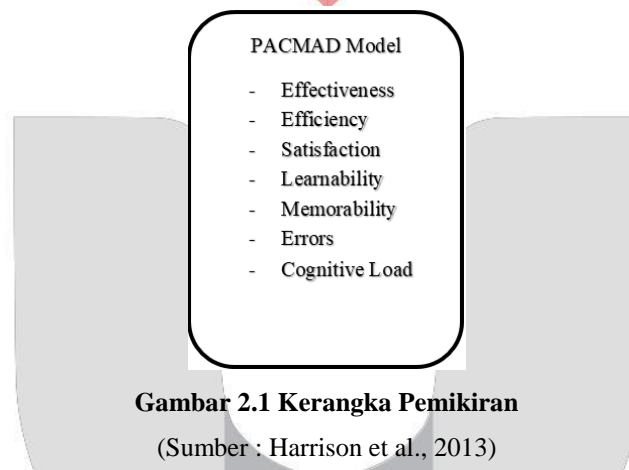 PACMAD Model
- Effectiveness
- Efficiency
- Satisfaction
- Learnability
- Memorability
- Errors
- Cognitive Load
Gambar 2.1 Kerangka Pemikiran
(Sumber : Harrison et al., 2013)